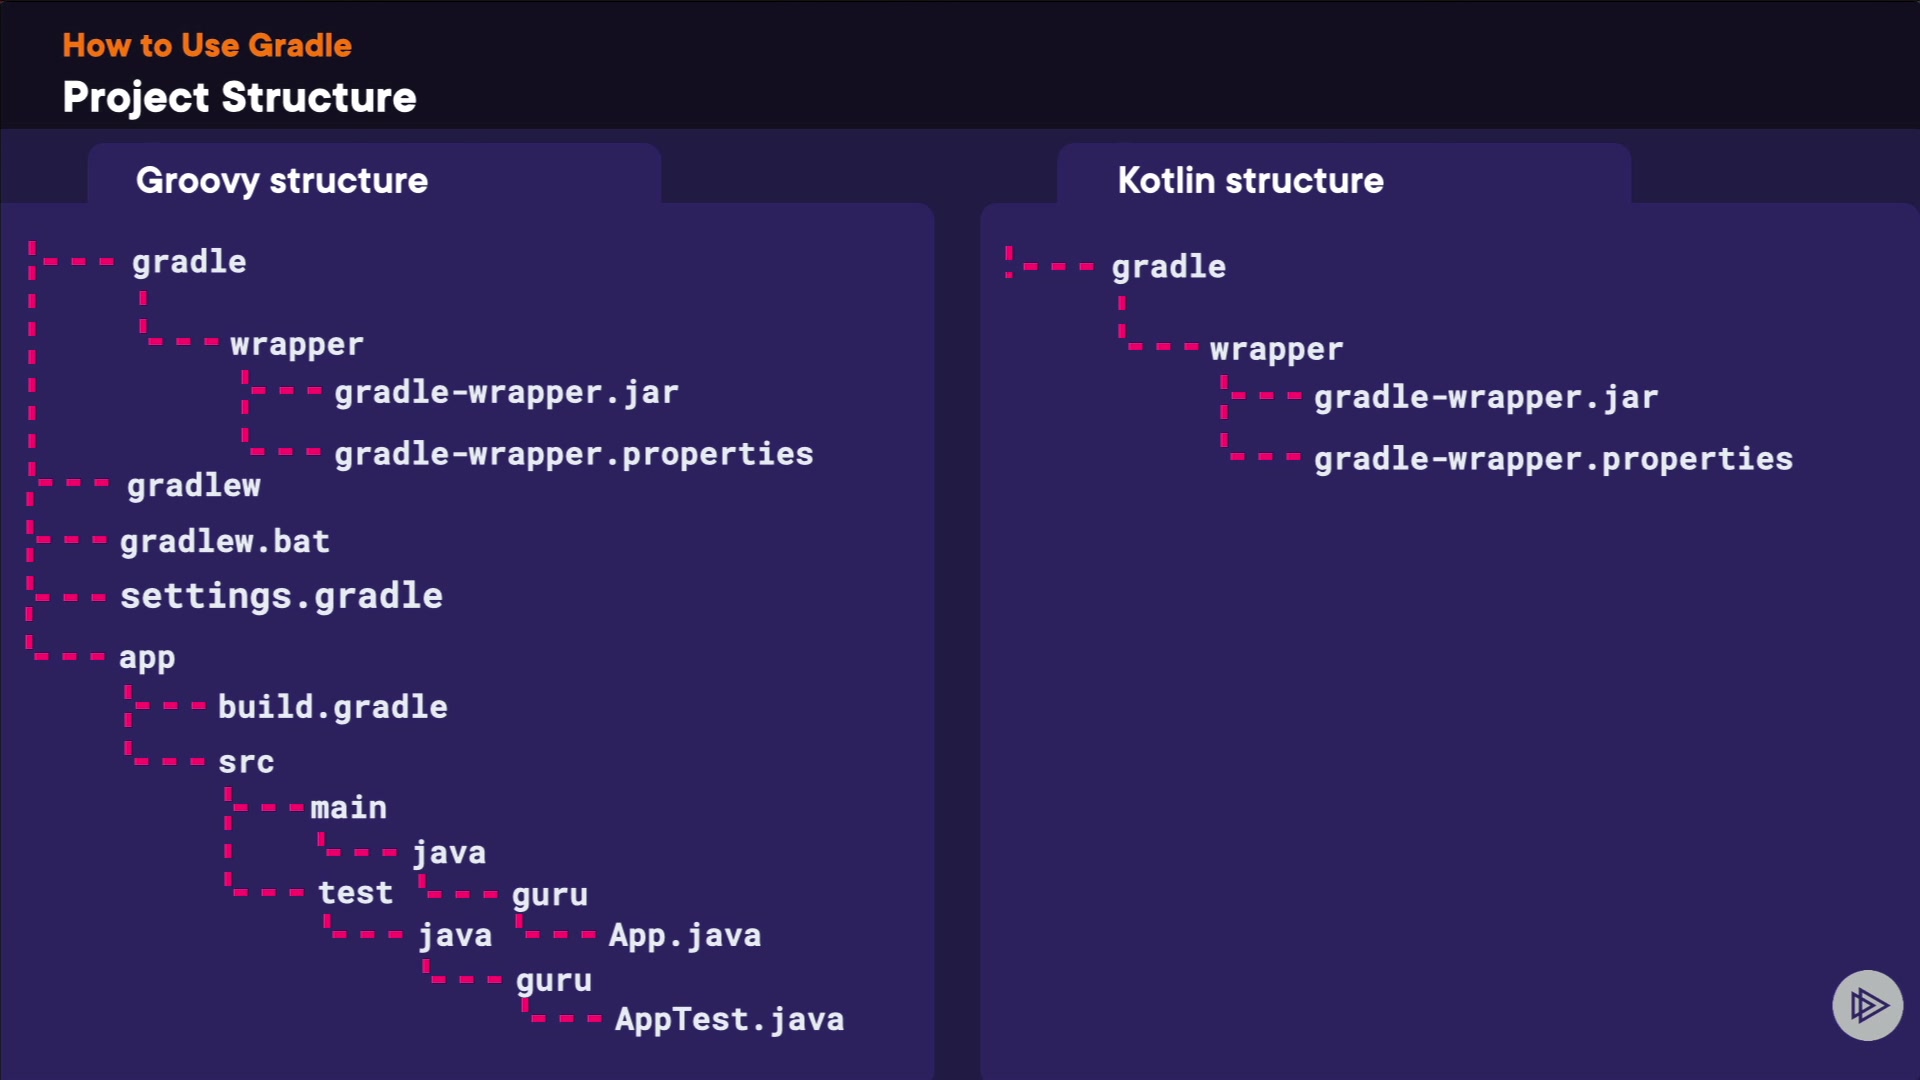 How to Use Gradle
Project Structure
Groovy structure
gradle
wrapper
gradle-wrapper.jar
gradle-wrapper.properties
gradlew
gradlew.bat
settings.gradle
app
build.gradle
src
main
java
guru
App.java
test
java
guru
AppTest.java
Kotlin structure
gradle
wrapper
gradle-wrapper.jar
gradle-wrapper.properties